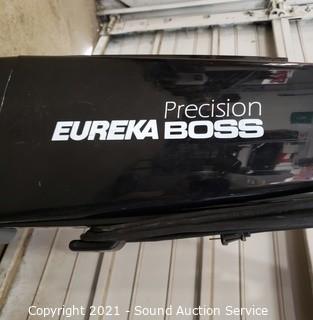 Precision
EUREKA BOSS
Copyright 2021 - Sound Auction Service